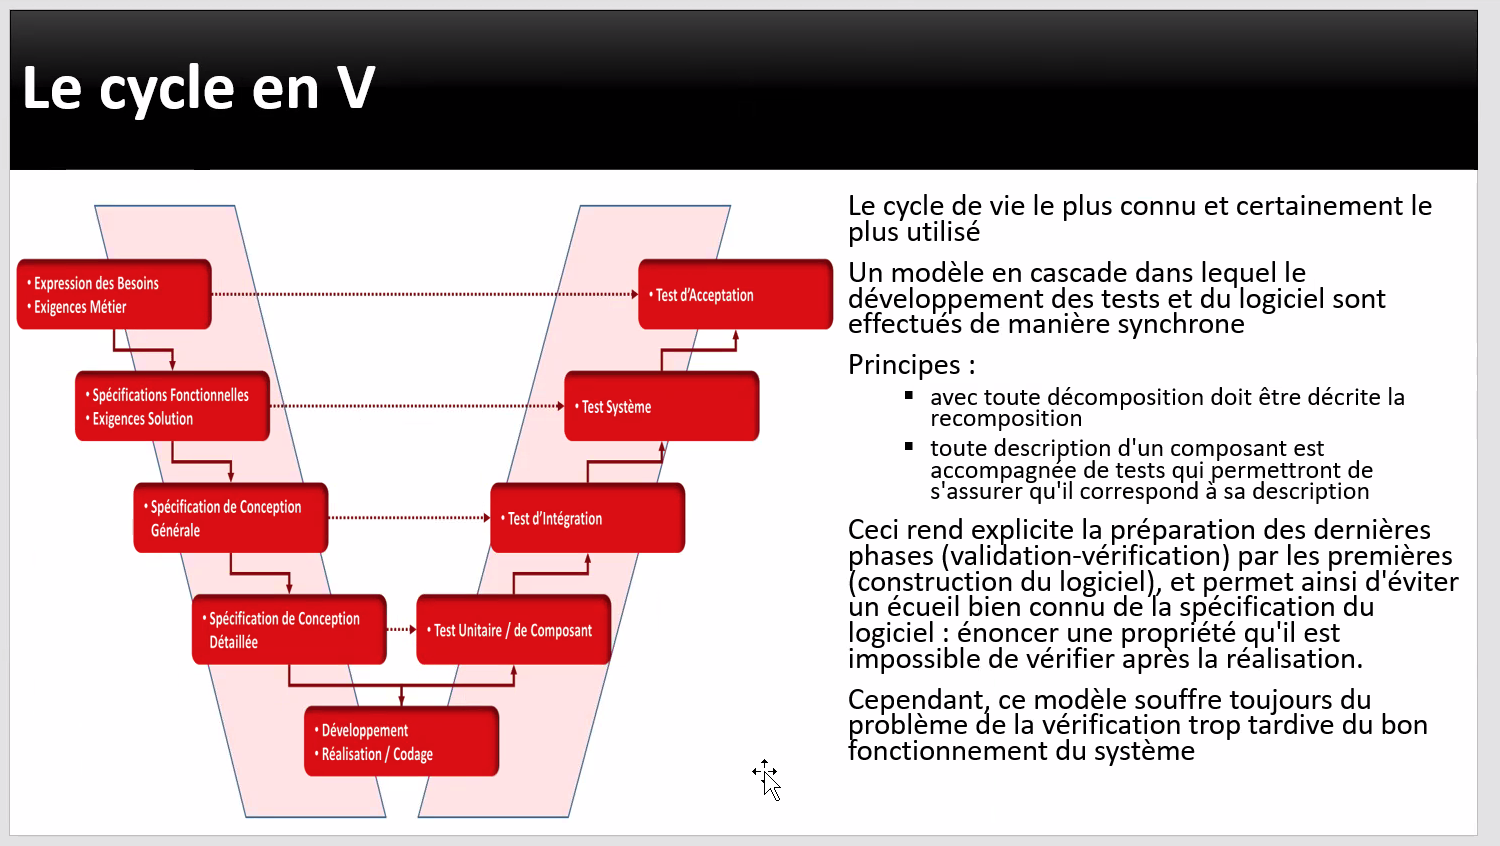 Le cycle en V
• Expression des Besoins
• Exigences Métier
• Spécifications Fonctionnelles
• Exigences Solution
• Spécification de Conception
Générale
• Spécification de Conception
Détaillée
• Développement
• Réalisation / Codage
• Test Unitaire / de Composant
• Test d'Intégration
• Test Système
• Test d'Acceptation
Le cycle de vie le plus connu et certainement le
plus utilisé
Un modèle en cascade dans lequel le
développement des tests et du logiciel sont
effectués de manière synchrone
Principes :
▪ avec toute décomposition doit être décrite la
recomposition
▪ toute description d'un composant est
accompagnée de tests qui permettront de
s'assurer qu'il correspond à sa description
Ceci rend explicite la préparation des dernières
phases (validation-vérification) par les premières
(construction du logiciel), et permet ainsi d'éviter
un écueil bien connu de la spécification du
logiciel : énoncer une propriété qu'il est
impossible de vérifier après la réalisation.
Cependant, ce modèle souffre toujours du
problème de la vérification trop tardive du bon
fonctionnement du système